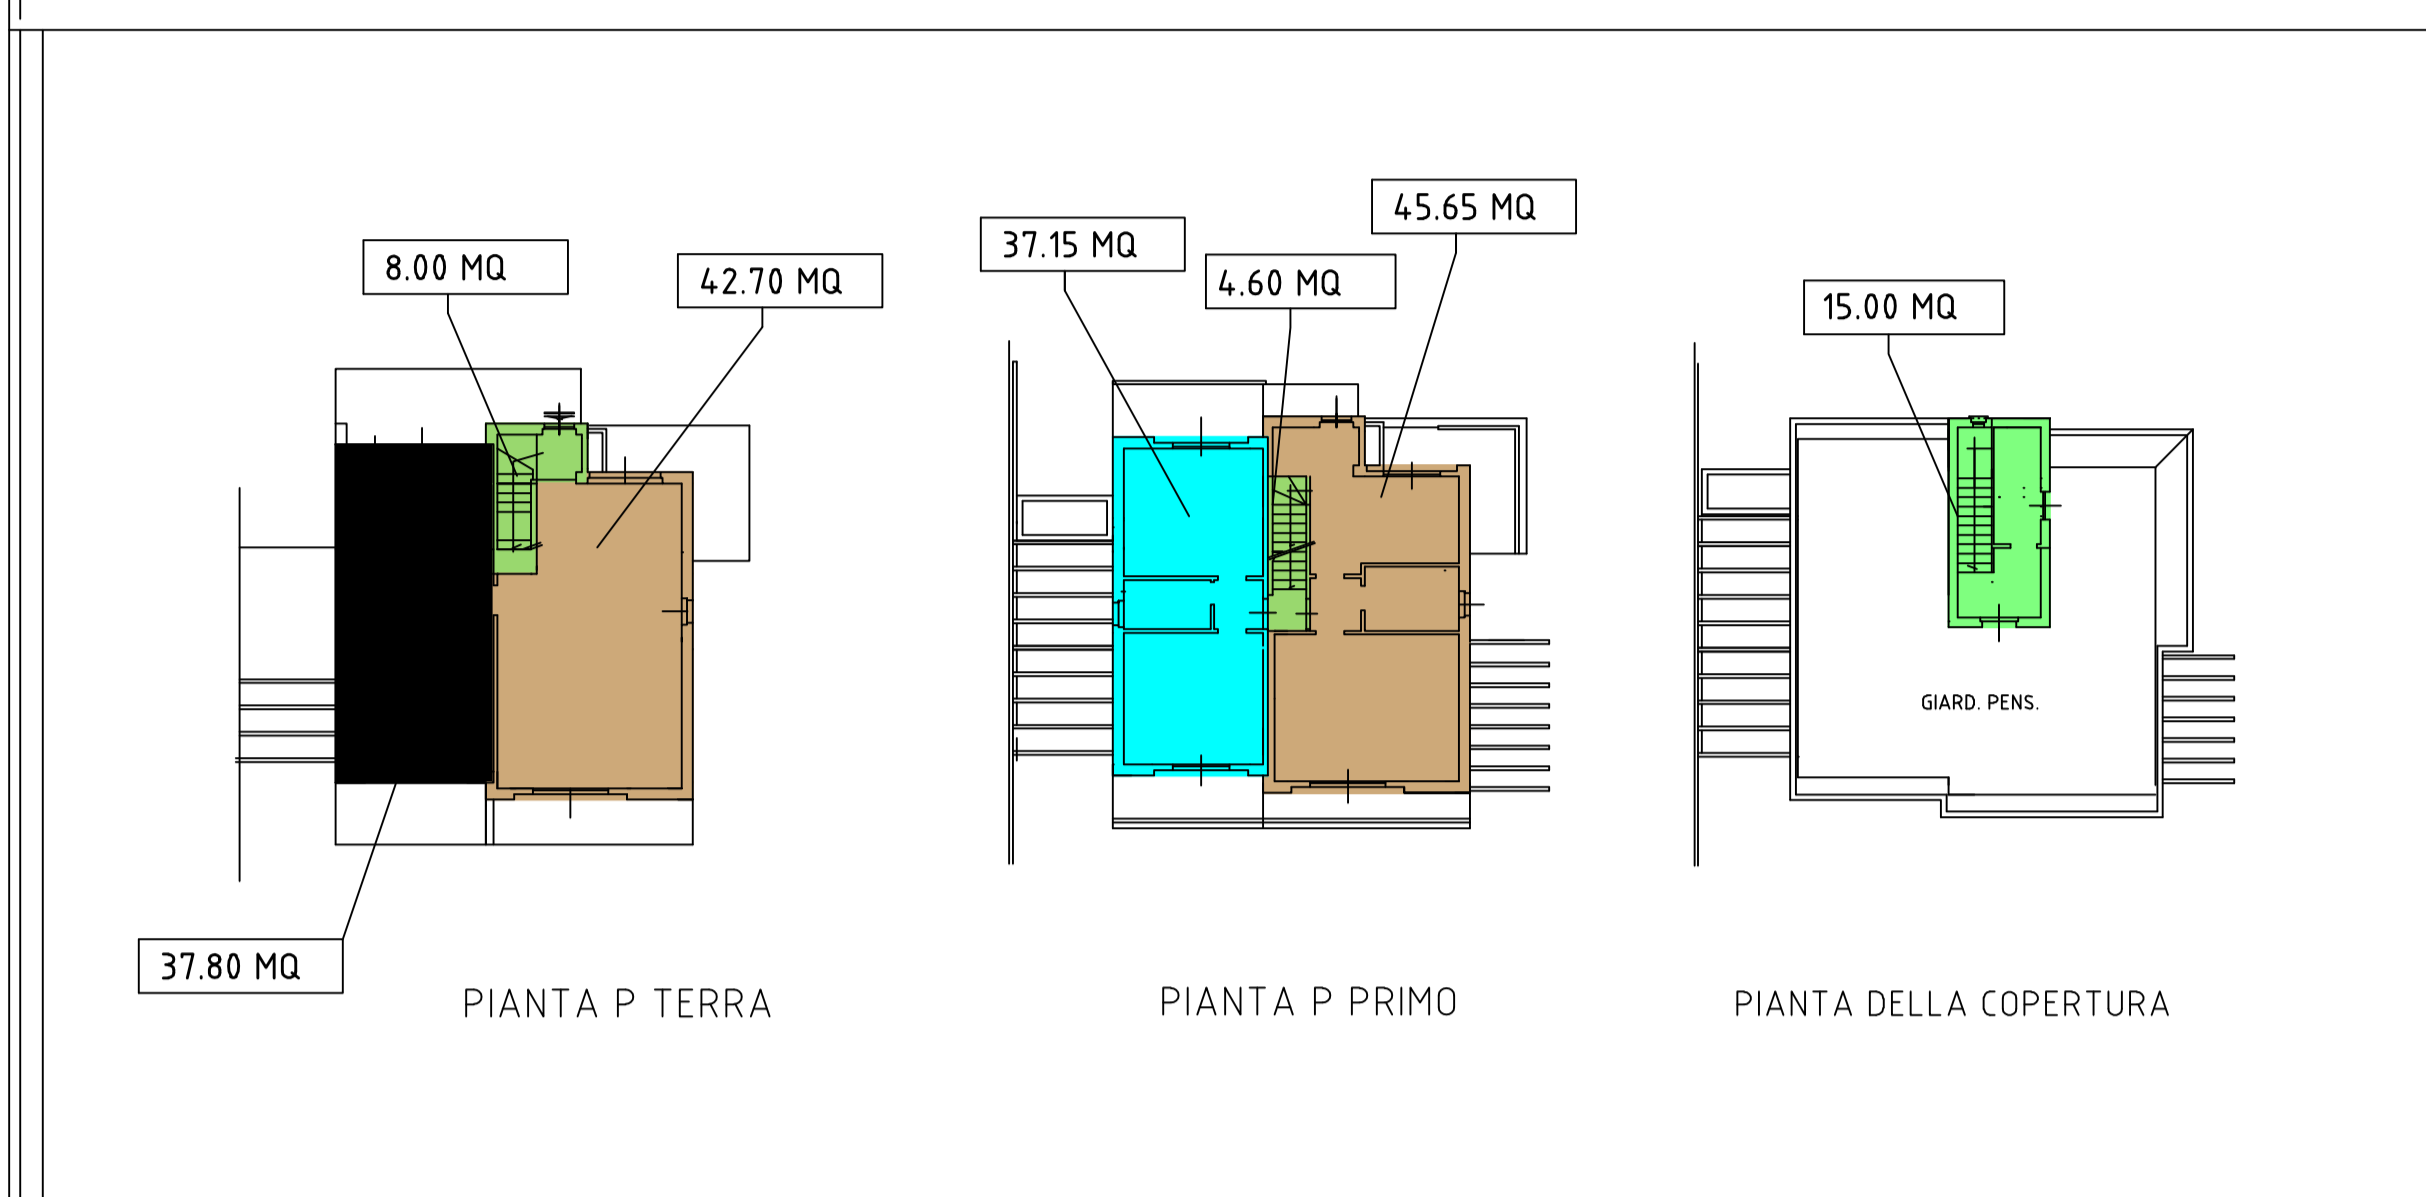 8.00 MQ
42.70 MQ
37.80 MQ
PIANTA P TERRA
37.15 MQ
4.60 MQ
45.65 MQ
PIANTA P PRIMO
15.00 MQ
GIARD. PENS.
PIANTA DELLA COPERTURA